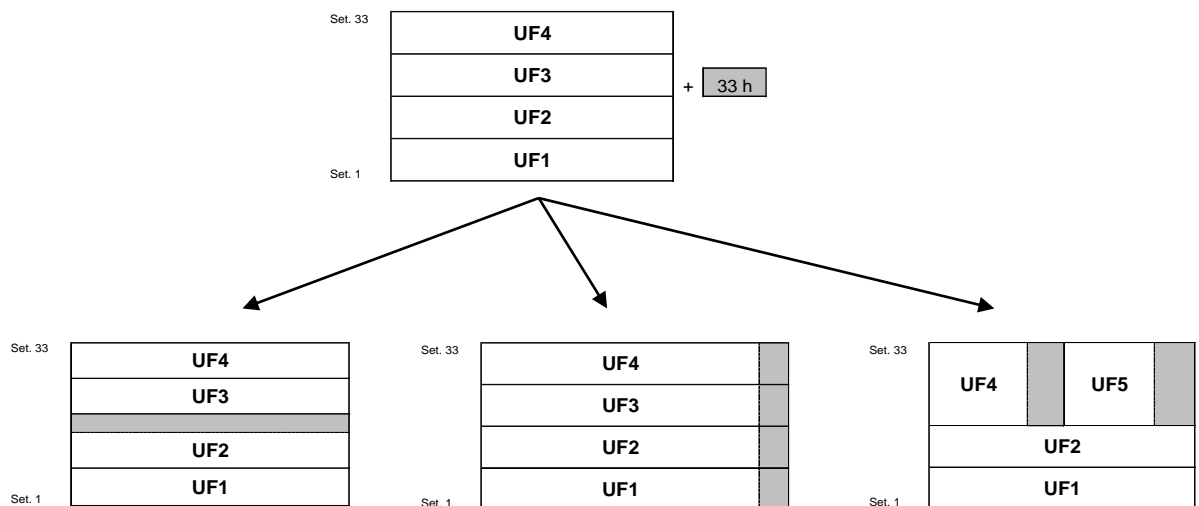 Set. 33
UF4
UF3
+ 33 h
UF2
UF1
Set. 1
Set. 33
UF4
UF3
UF2
UF1
Set. 1
Set. 33
UF4
UF3
UF2
UF1
Set. 1
Set. 33
UF4 UF5
UF2
UF1
Set. 1